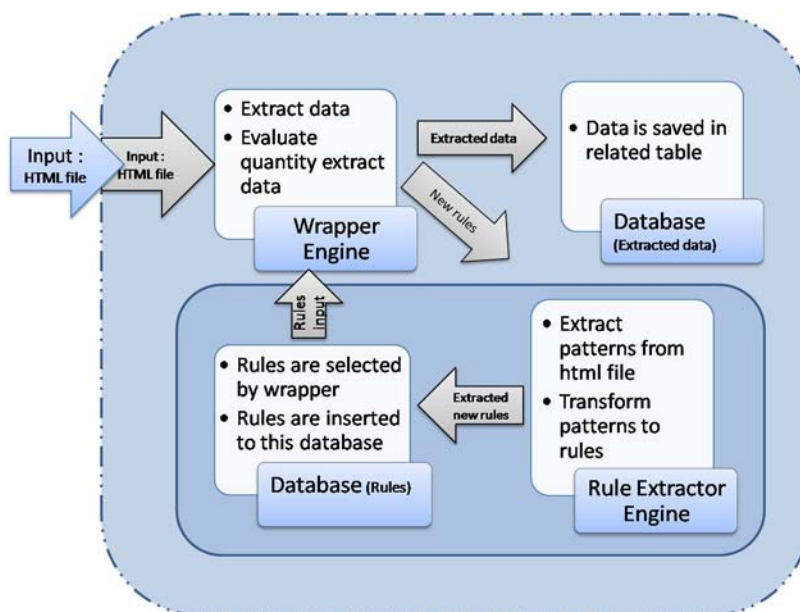 Input :
HTML file
Input :
HTML file
• Extract data
• Evaluate
quantity extract
data
Wrapper
Engine
Extracted data
New rules
• Data is saved in
related table
Database
(Extracted data)
Rules
input
• Rules are selected
by wrapper
• Rules are inserted
to this database
Database (Rules)
Extracted
new rules
• Extract
patterns from
html file
• Transform
patterns to
rules
Rule Extractor
Engine